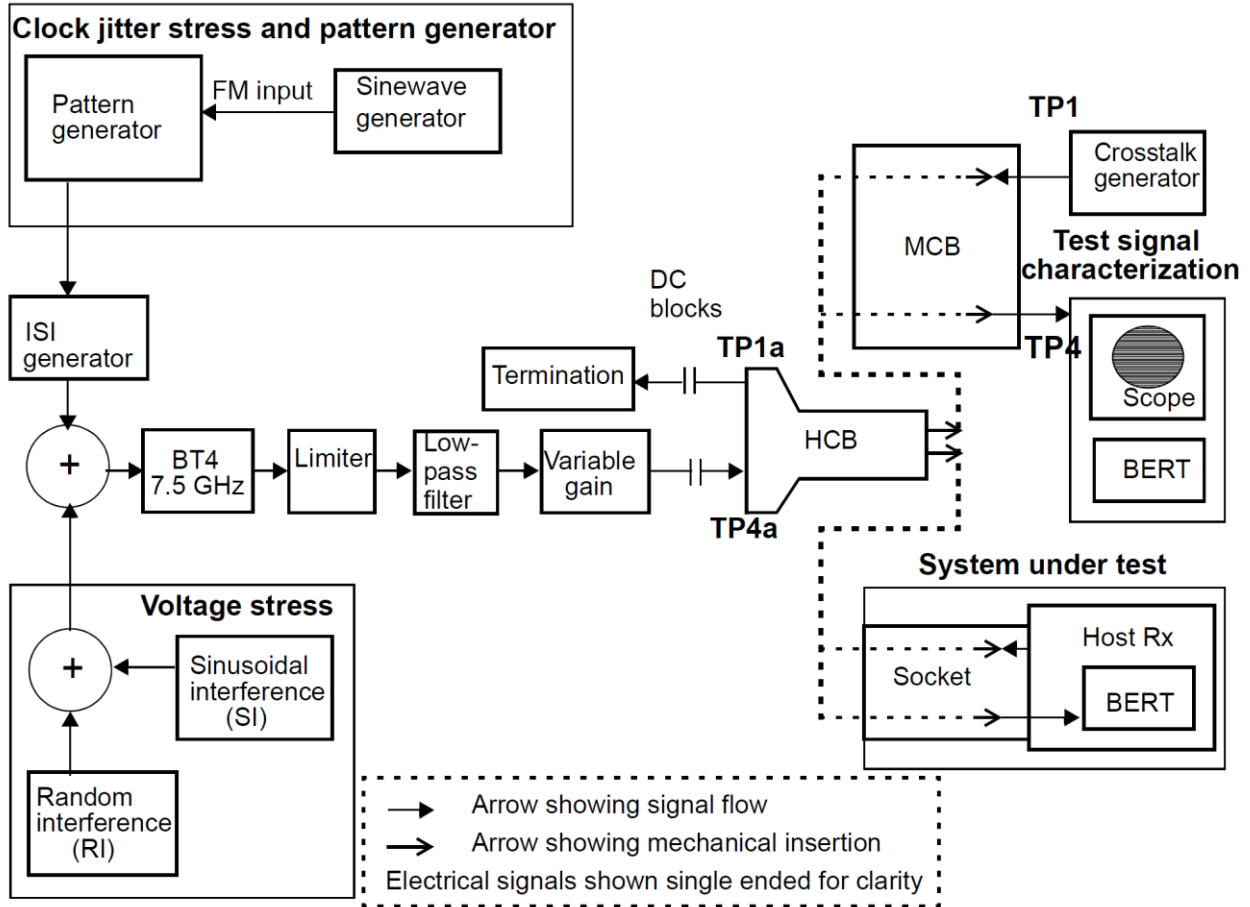 Clock jitter stress and pattern generator
Pattern
generator
FM input
Sinewave
generator
TP1
Crosstalk
generator
MCB
Test signal
characterization
DC
blocks
ISI
generator
TP1a
TP4
Termination
Scope
HCB
+
BT4
7.5 GHz
Limiter
Low-
pass
filter
Variable
gain
BERT
TP4a
System under test
Voltage stress
+
Sinusoidal
interference
(SI)
Host Rx
Socket
BERT
Random
interference
(RI)
Arrow showing signal flow
Arrow showing mechanical insertion
Electrical signals shown single ended for clarity